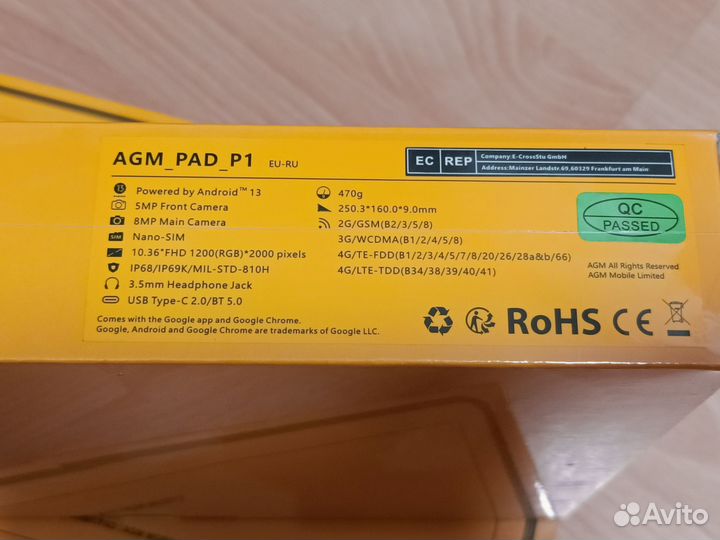 AGM_PAD_P1 EU-RU
EC REP
Company:E-CrossStu GmbH
Address:Mainzer Landstr.69,60329 Frankfurt am Main
13 Powered by Android™ 13
5MP Front Camera
8MP Main Camera
SIM Nano-SIM
10.36"FHD 1200(RGB)*2000 pixels
IP68/IP69K/MIL-STD-810H
3.5mm Headphone Jack
USB Type-C 2.0/BT 5.0
470g
250.3*160.0*9.0mm
2G/GSM(B2/3/5/8)
3G/WCDMA(B1/2/4/5/8)
4G/TE-FDD(B1/2/3/4/5/7/8/20/26/28a&b/66)
4G/LTE-TDD(B34/38/39/40/41)
QC
PASSED
AGM All Rights Reserved
AGM Mobile Limited
Comes with the Google app and Google Chrome.
Google, Android and Google Chrome are trademarks of Google LLC.
RoHS CE
Avito